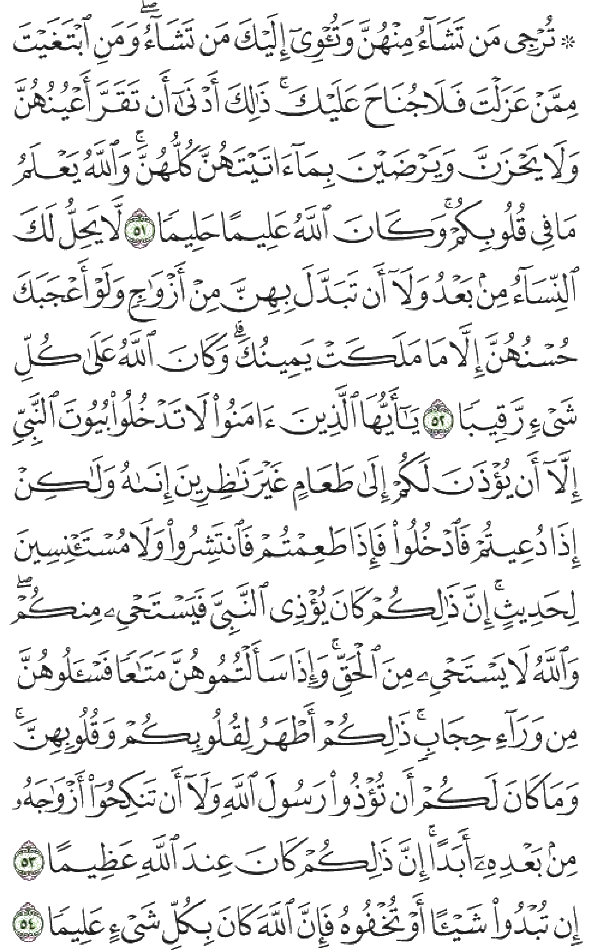 ۞ تُرْجِى مَن تَشَآءُ مِنْهُنَّ وَتُـْٔوِىٓ إِلَيْكَ مَن تَشَآءُ ۖ وَمَنِ ٱبْتَغَيْتَ
مِمَّنْ عَزَلْتَ فَلَا جُنَاحَ عَلَيْكَ ۚ ذَٰلِكَ أَدْنَىٰٓ أَن تَقَرَّ أَعْيُنُهُنَّ
وَلَا يَحْزَنَّ وَيَرْضَيْنَ بِمَآ ءَاتَيْتَهُنَّ كُلُّهُنَّ ۚ وَٱللَّهُ يَعْلَمُ
مَا فِى قُلُوبِكُمْ ۚ وَكَانَ ٱللَّهُ عَلِيمًا حَلِيمًا ٥١ لَّا يَحِلُّ لَكَ
ٱلنِّسَآءُ مِنۢ بَعْدُ وَلَآ أَن تَبَدَّلَ بِهِنَّ مِنْ أَزْوَٰجٍ وَلَوْ أَعْجَبَكَ
حُسْنُهُنَّ إِلَّا مَا مَلَكَتْ يَمِينُكَ ۗ وَكَانَ ٱللَّهُ عَلَىٰ كُلِّ
شَىْءٍ رَّقِيبًا ٥٢ يَـٰٓأَيُّهَا ٱلَّذِينَ ءَامَنُوا۟ لَا تَدْخُلُوا۟ بُيُوتَ ٱلنَّبِىِّ
إِلَّآ أَن يُؤْذَنَ لَكُمْ إِلَىٰ طَعَامٍ غَيْرَ نَـٰظِرِينَ إِنَىٰهُ وَلَـٰكِنْ
إِذَا دُعِيتُمْ فَٱدْخُلُوا۟ فَإِذَا طَعِمْتُمْ فَٱنتَشِرُوا۟ وَلَا مُسْتَـْٔنِسِينَ
لِحَدِيثٍ ۚ إِنَّ ذَٰلِكُمْ كَانَ يُؤْذِى ٱلنَّبِىَّ فَيَسْتَحْىِۦ مِنكُمْ ۖ
وَٱللَّهُ لَا يَسْتَحْىِۦ مِنَ ٱلْحَقِّ ۚ وَإِذَا سَأَلْتُمُوهُنَّ مَتَـٰعًا فَسْـَٔلُوهُنَّ
مِن وَرَآءِ حِجَابٍ ۚ ذَٰلِكُمْ أَطْهَرُ لِقُلُوبِكُمْ وَقُلُوبِهِنَّ ۚ
وَمَا كَانَ لَكُمْ أَن تُؤْذُوا۟ رَسُولَ ٱللَّهِ وَلَآ أَن تَنكِحُوٓا۟ أَزْوَٰجَهُۥ
مِنۢ بَعْدِهِۦٓ أَبَدًا ۚ إِنَّ ذَٰلِكُمْ كَانَ عِندَ ٱللَّهِ عَظِيمًا ٥٣
إِن تُبْدُوا۟ شَيْـًٔا أَوْ تُخْفُوهُ فَإِنَّ ٱللَّهَ كَانَ بِكُلِّ شَىْءٍ عَلِيمًا ٥٤